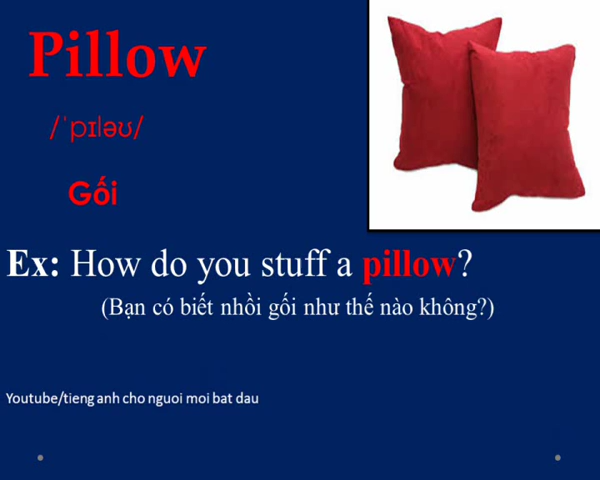 Pillow
/ˈpɪləʊ/
Gối
Ex: How do you stuff a pillow?
(Bạn có biết nhồi gối như thế nào không?)
Youtube/tieng anh cho nguoi moi bat dau